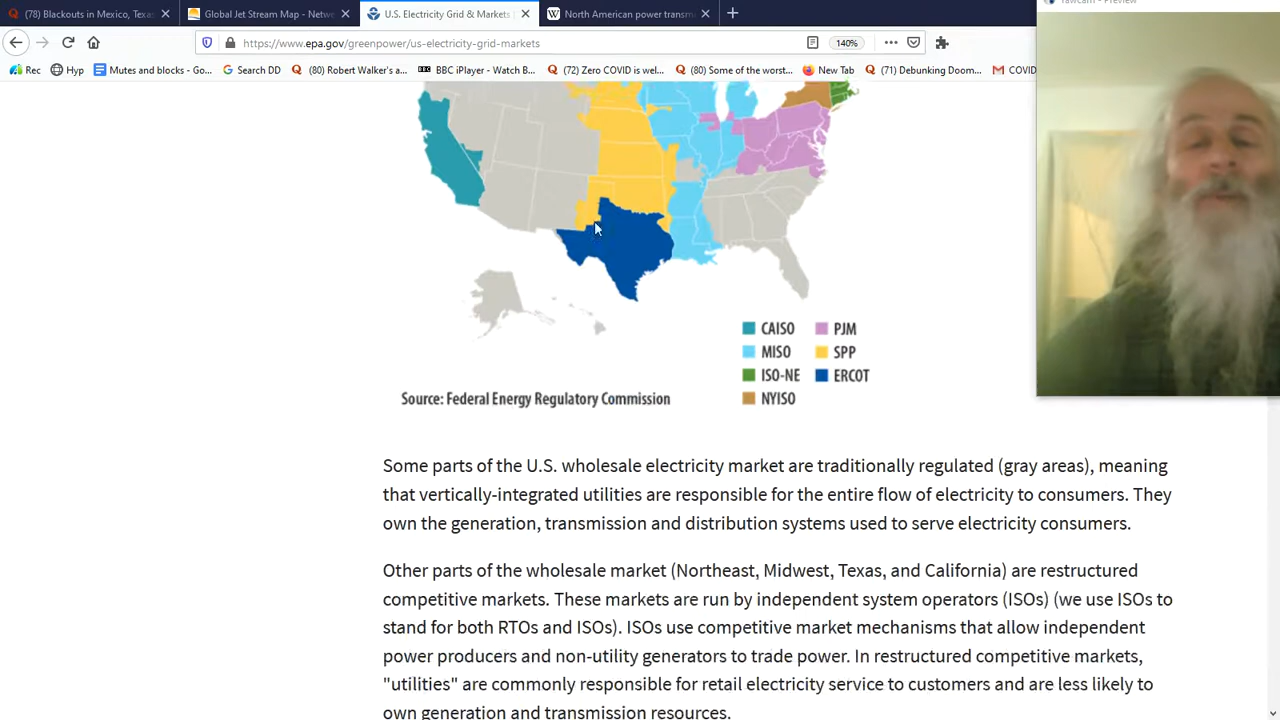 (78) Blackouts in Mexico, Texa
Global Jet Stream Map - Netwe
U.S. Electricity Grid & Markets |
North American power transm
Preview
https://www.epa.gov/greenpower/us-electricity-grid-markets
140%
Rec
Hyp
Mutes and blocks - Go...
Search DD
(80) Robert Walker's a...
BBC iPlayer - Watch B...
(72) Zero COVID is wel...
(80) Some of the worst...
New Tab
(71) Debunking Doom...
COVID
CAISO
PJM
MISO
SPP
ISO-NE
ERCOT
NYISO
Source: Federal Energy Regulatory Commission
Some parts of the U.S. wholesale electricity market are traditionally regulated (gray areas), meaning
that vertically-integrated utilities are responsible for the entire flow of electricity to consumers. They
own the generation, transmission and distribution systems used to serve electricity consumers.
Other parts of the wholesale market (Northeast, Midwest, Texas, and California) are restructured
competitive markets. These markets are run by independent system operators (ISOs) (we use ISOs to
stand for both RTOs and ISOs). ISOs use competitive market mechanisms that allow independent
power producers and non-utility generators to trade power. In restructured competitive markets,
"utilities" are commonly responsible for retail electricity service to customers and are less likely to
own generation and transmission resources.